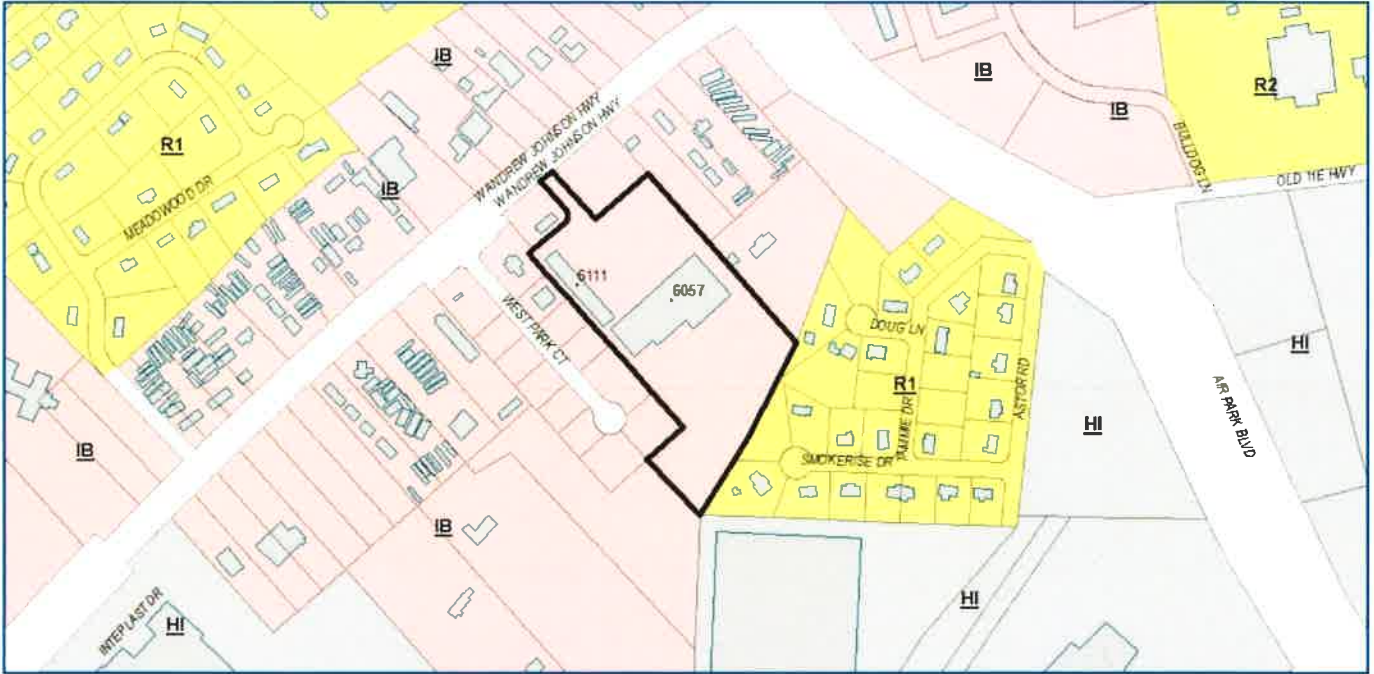 IB
IB
R2
IB
R1
BULLDOG LN
W ANDREW JOHNSON HWY
W ANDREW JOHNSON HWY
OLD 11E HWY
IB
MEADOWOOD DR
6111
6057
WEST PARK CT
DOUG LN
HI
R1
ASTOR RD
TAMMIE DR
AIR PARK BLVD
HI
IB
SMOKERISE DR
IB
INTEPLAST DR
HI
HI